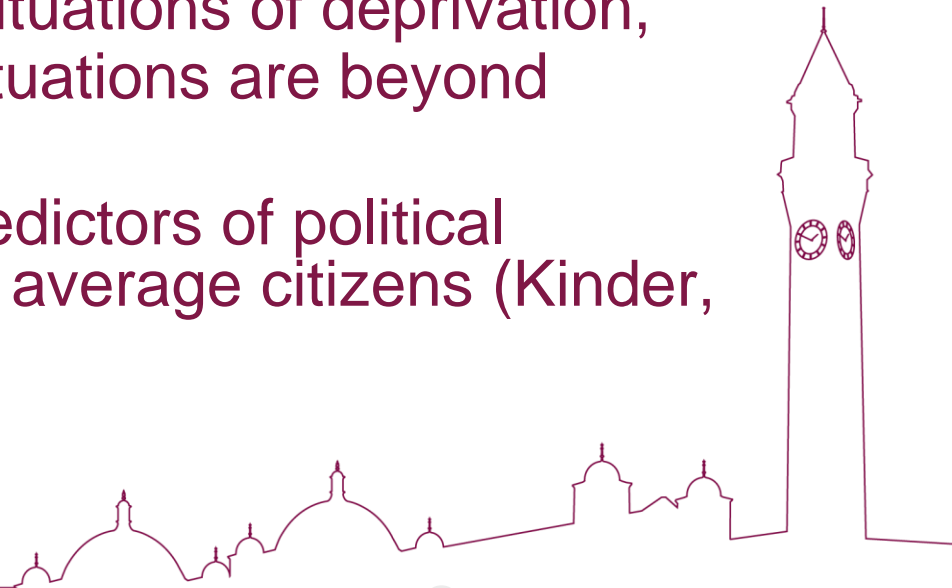 ituations of deprivation,
tuations are beyond
edictors of political
average citizens (Kinder,